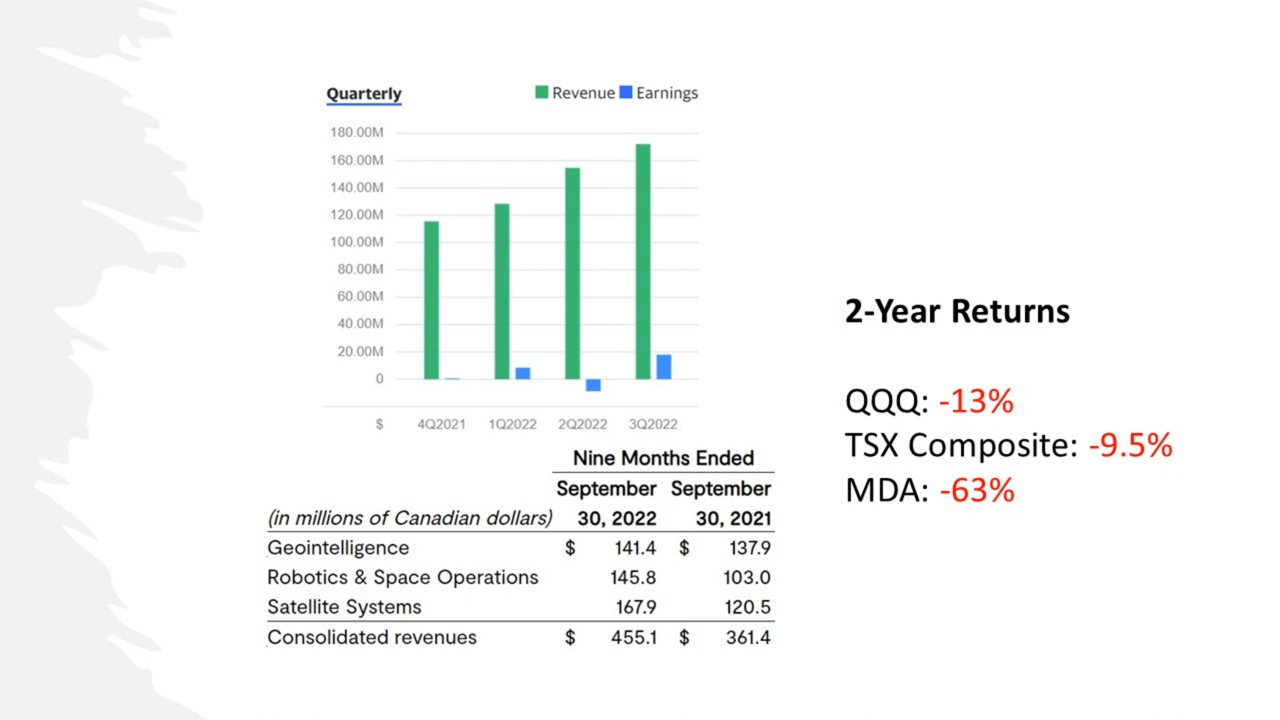 Quarterly Revenue Earnings
180.00M
160.00M
140.00M
120.00M
100.00M
80.00M
60.00M
40.00M
20.00M
0
$ 4Q2021 1Q2022 2Q2022 3Q2022
Nine Months Ended
September September
(in millions of Canadian dollars) 30, 2022 30, 2021
Geointelligence $ 141.4 $ 137.9
Robotics & Space Operations 145.8 103.0
Satellite Systems 167.9 120.5
Consolidated revenues $ 455.1 $ 361.4
2-Year Returns
QQQ: -13%
TSX Composite: -9.5%
MDA: -63%